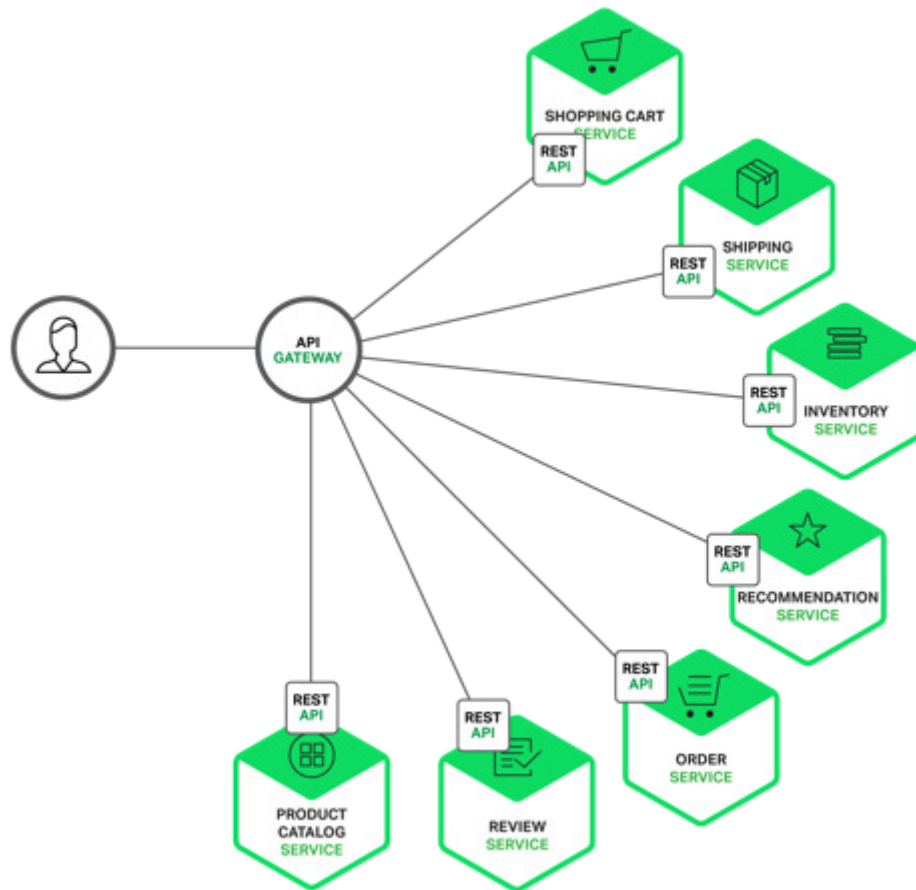 SHOPPING CART
SERVICE
REST
API
SHIPPING
SERVICE
REST
API
API
GATEWAY
INVENTORY
SERVICE
REST
API
RECOMMENDATION
SERVICE
REST
API
ORDER
SERVICE
REST
API
REVIEW
SERVICE
REST
API
PRODUCT
CATALOG
SERVICE
REST
API